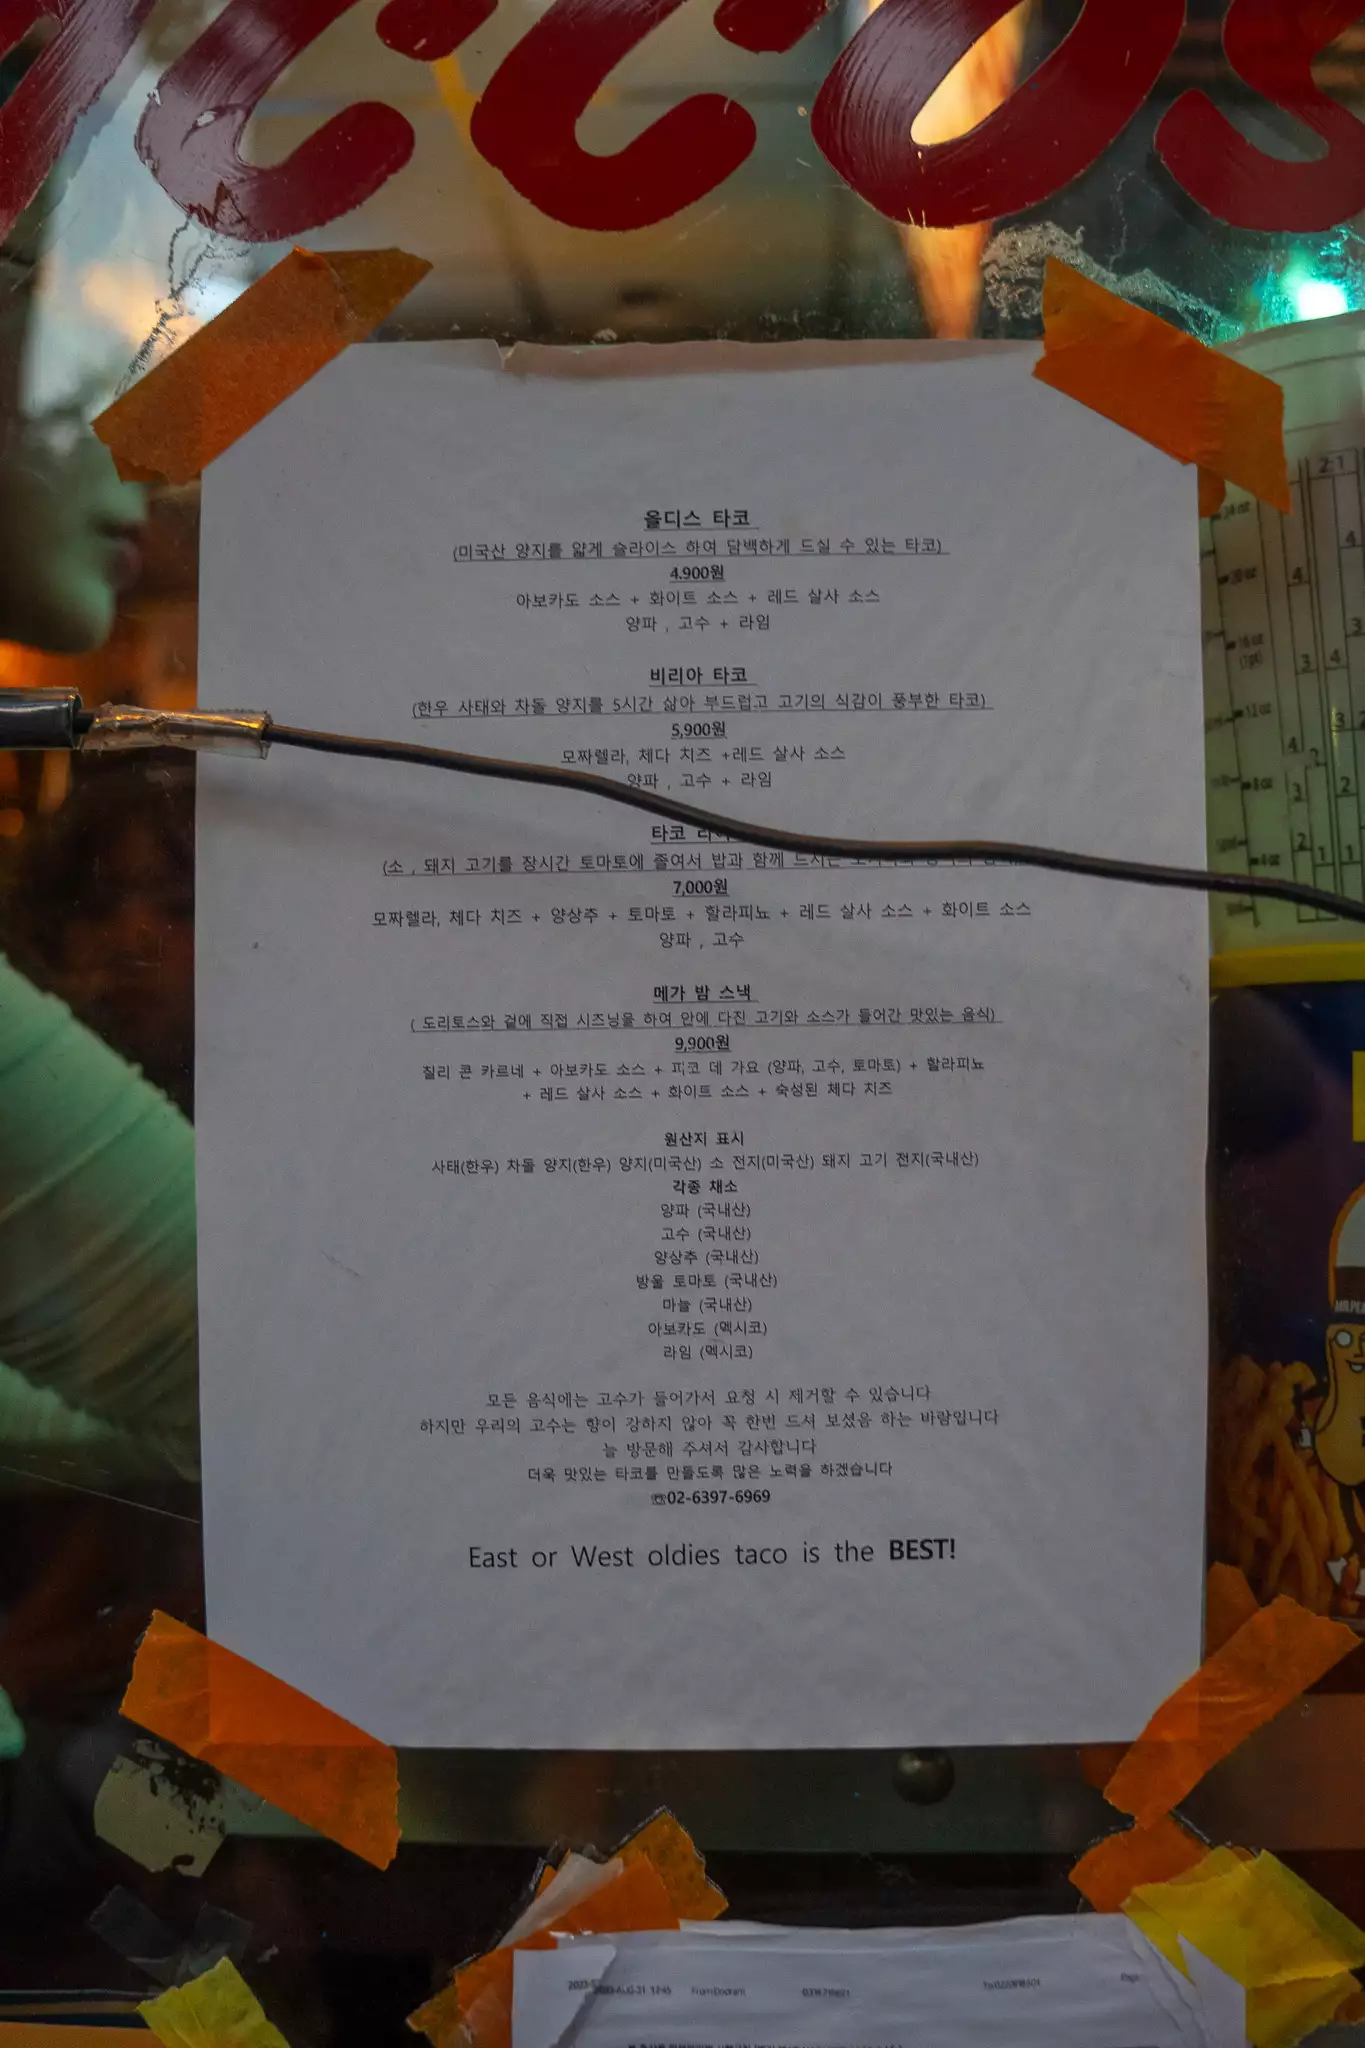 올디스 타코
(미국산 양지를 얇게 슬라이스 하여 담백하게 드실 수 있는 타코)
4.900원
아보카도 소스 + 화이트 소스 + 레드 살사 소스
양파 , 고수 + 라임
비리아 타코
(한우 사태와 차돌 양지를 5시간 삶아 부드럽고 고기의 식감이 풍부한 타코)
5,900원
모짜렐라, 체다 치즈 +레드 살사 소스
양파 , 고수 + 라임
타코
(소 , 돼지 고기를 장시간 토마토에 졸여서 밥과 함께
7,000원
모짜렐라, 체다 치즈 + 양상추 + 토마토 + 할라피뇨 + 레드 살사 소스 + 화이트 소스
양파 , 고수
메가 밤 스낵
( 도리토스와 겉에 직접 시즈닝을 하여 안에 다진 고기와 소스가 들어간 맛있는 음식)
9,900원
칠리 콘 카르네 + 아보카도 소스 + 피코 데 가요 (양파, 고수, 토마토) + 할라피뇨
+ 레드 살사 소스 + 화이트 소스 + 숙성된 체다 치즈
원산지 표시
사태(한우) 차돌 양지(한우) 양지(미국산) 소 전지(미국산) 돼지 고기 전지(국내산)
각종 채소
양파 (국내산)
고수 (국내산)
양상추 (국내산)
방울 토마토 (국내산)
마늘 (국내산)
아보카도 (멕시코)
라임 (멕시코)
모든 음식에는 고수가 들어가서 요청 시 제거할 수 있습니다
하지만 우리의 고수는 향이 강하지 않아 꼭 한번 드셔 보셨음 하는 바람입니다
늘 방문해 주셔서 감사합니다
더욱 맛있는 타코를 만들도록 많은 노력을 하겠습니다
☏02-6397-6969
East or West oldies taco is the BEST!